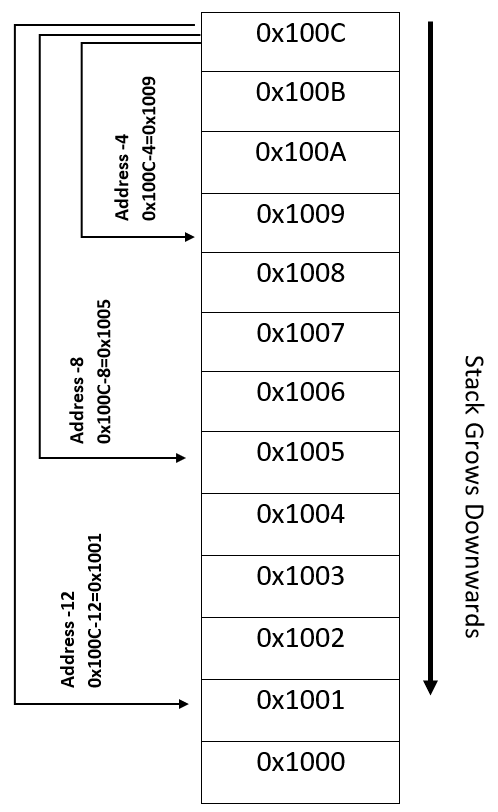 0x100C
0x100B
0x100A
0x1009
0x1008
0x1007
0x1006
0x1005
0x1004
0x1003
0x1002
0x1001
0x1000
Address -4
0x100C-4=0x1009
Address -8
0x100C-8=0x1005
Address -12
0x100C-12=0x1001
Stack Grows Downwards